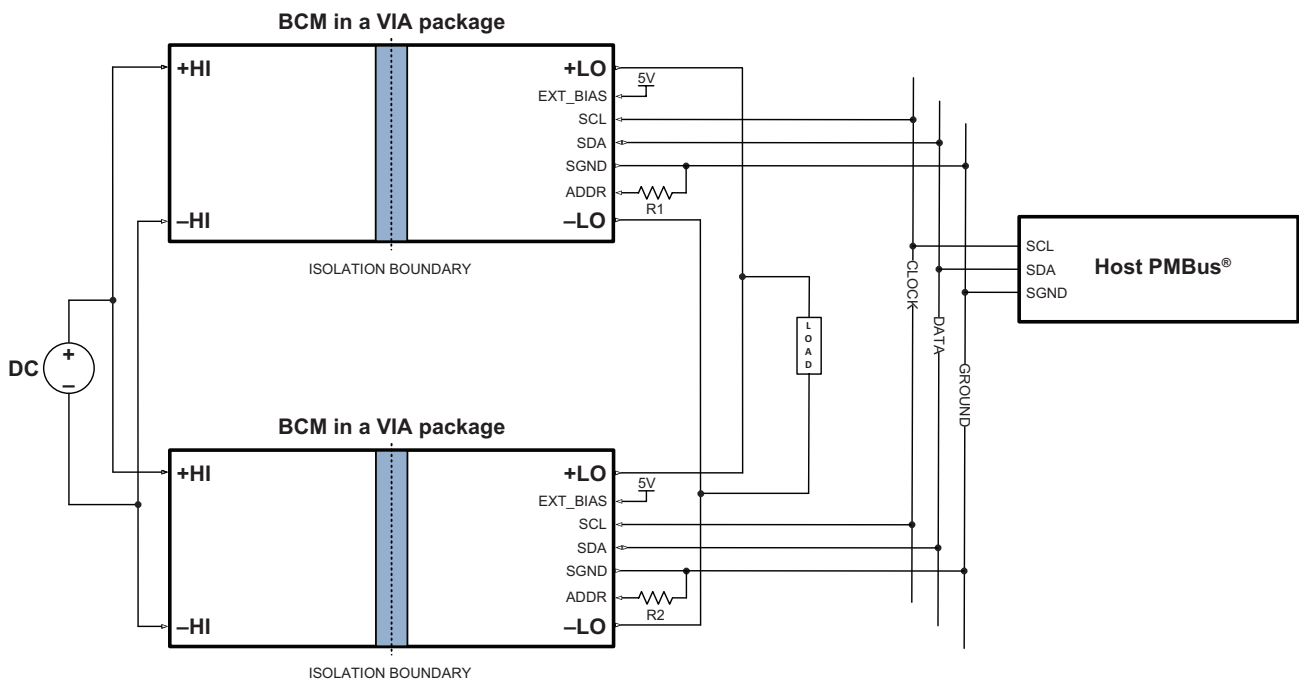 BCM in a VIA package
+HI
–HI
+LO
5V
EXT_BIAS
SCL
SDA
SGND
ADDR
R1
–LO
ISOLATION BOUNDARY
DC
+
–
LOAD
CLOCK
DATA
GROUND
SCL
SDA
SGND
Host PMBus®
BCM in a VIA package
+HI
–HI
+LO
5V
EXT_BIAS
SCL
SDA
SGND
ADDR
R2
–LO
ISOLATION BOUNDARY